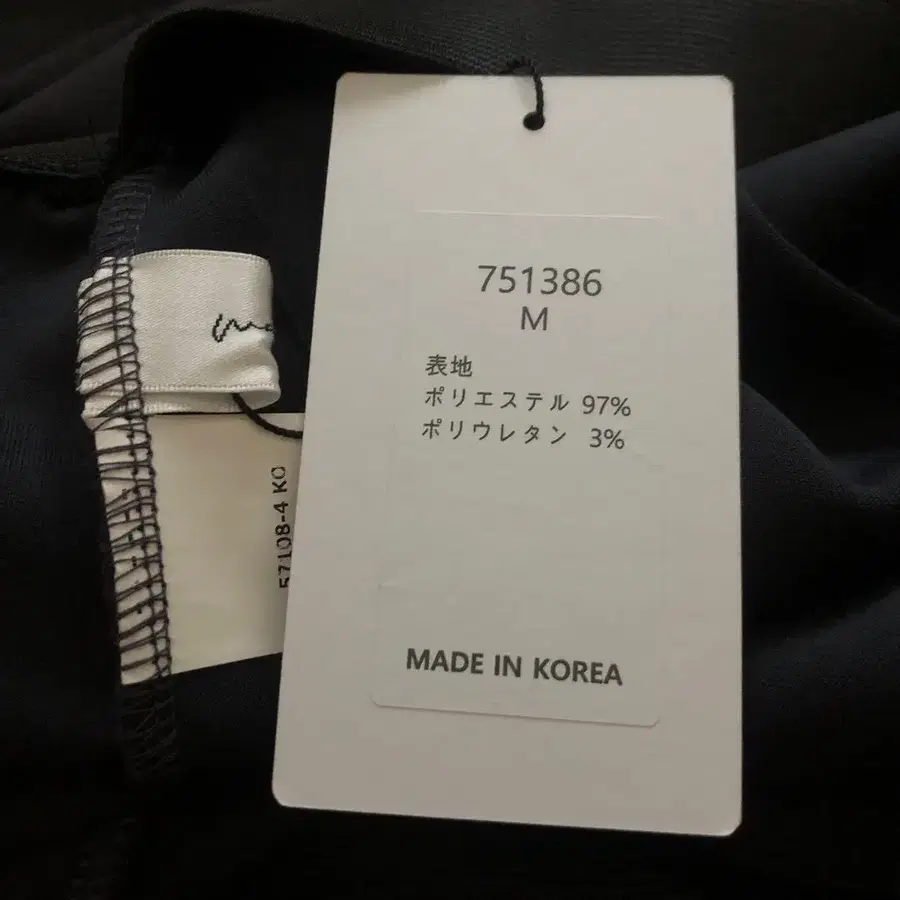 751386
M
表地
ポリエステル 97%
ポリウレタン 3%
MADE IN KOREA
57108-4 KO